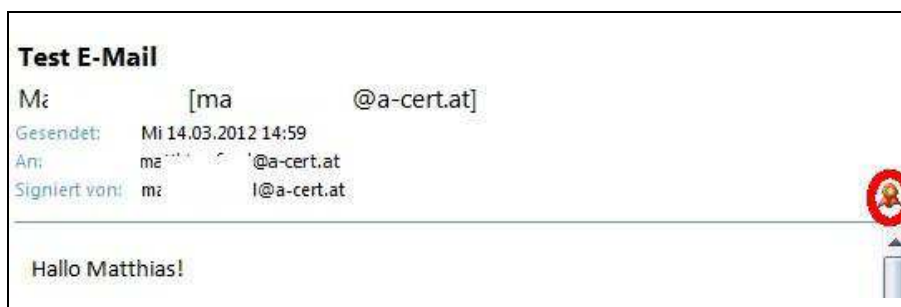 Test E-Mail
Ma [ma @a-cert.at]
Gesendet: Mi 14.03.2012 14:59
An: @a-cert.at
Signiert von: ma l@a-cert.at
Hallo Matthias!